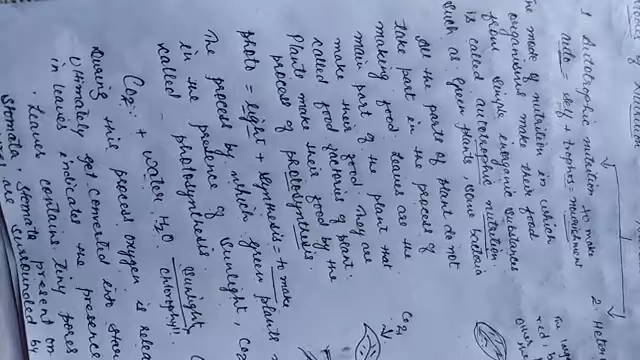 1 Autotrophic nutrition
auto = self + trophos = nourishment
to make
The mode of nutrition in which
organisms make their food
from simple inorganic substances
is called autotrophic nutrition.
such as green plants, some bacteria
All the parts of plant do not
take part in the process of
making food. Leaves are the
main part of the plant that
make their food. They are
called food factories of plant.
Plants make their food by the
process of photosynthesis.
photo = light + synthesis = to make
The process by which green plants
in the presence of sunlight, CO2
called - photosynthesis.
CO2 + water H2O sunlight
chlorophyll
During this process oxygen is
Ultimately get converted into
in leaves indicates the presence
. Leaves contains tiny pores
stomata, stomata present on
are surrounded by
2.
CO2